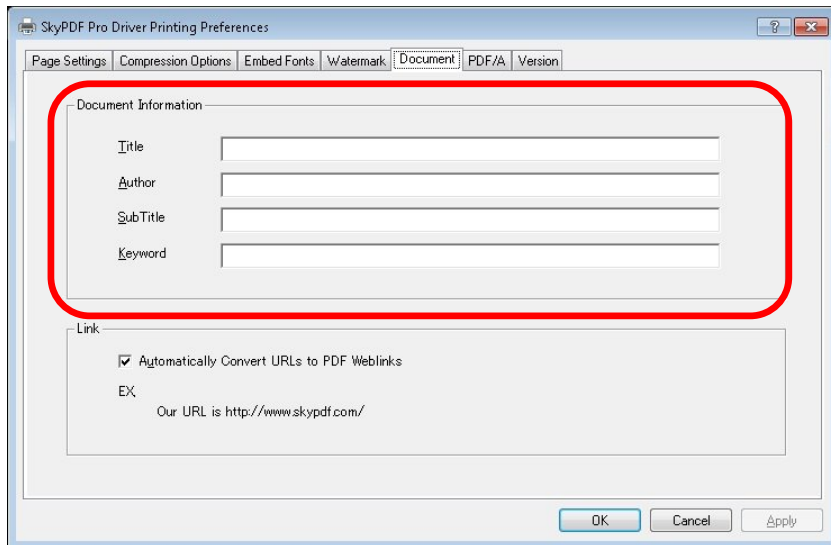 SkyPDF Pro Driver Printing Preferences
Page Settings Compression Options Embed Fonts Watermark Document PDF/A Version
Document Information
Title
Author
SubTitle
Keyword
Link
Automatically Convert URLs to PDF Weblinks
EX.
Our URL is http://www.skypdf.com/
OK Cancel Apply